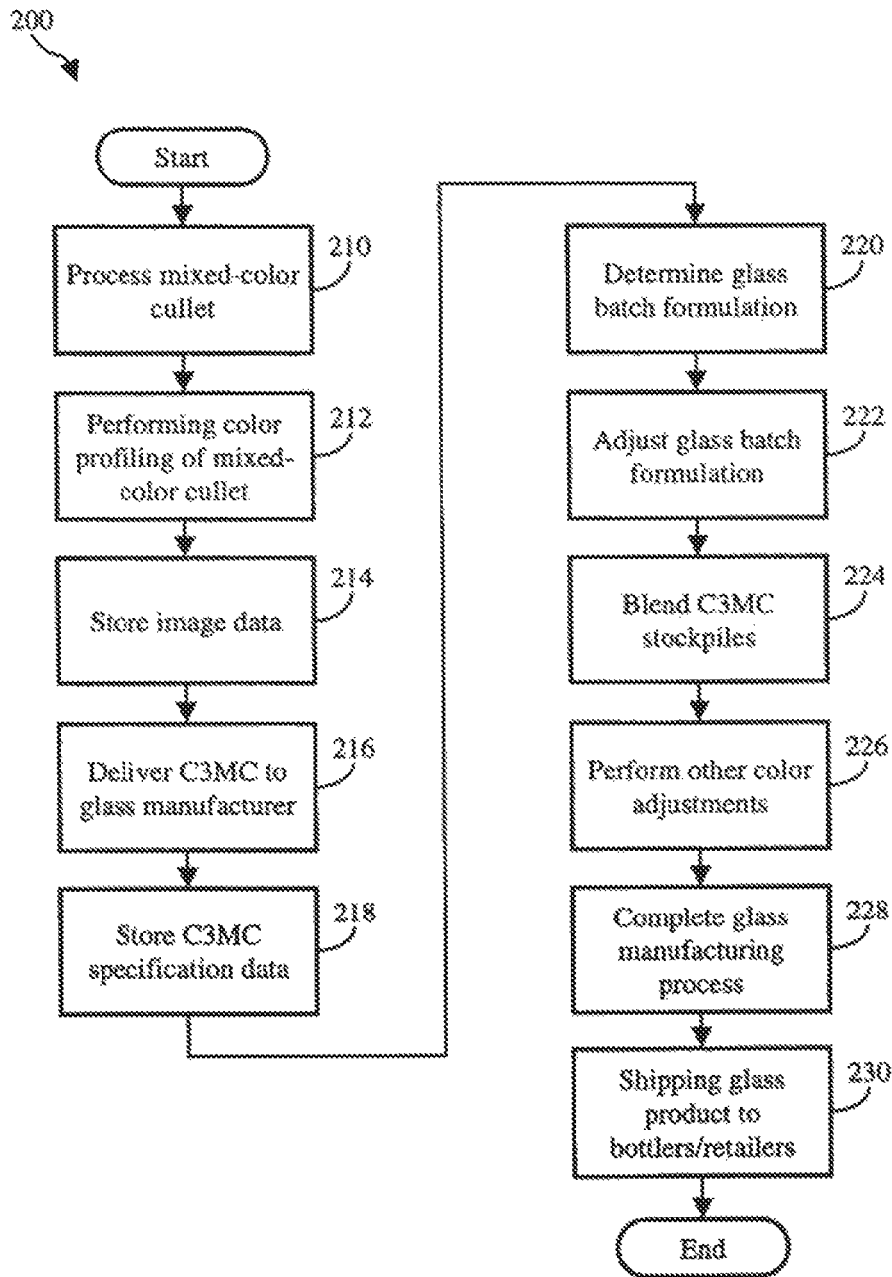 200
Start
Process mixed-color
cullet
210
Performing color
profiling of mixed-
color cullet
212
Store image data
214
Deliver C3MC to
glass manufacturer
216
Store C3MC
specification data
218
Determine glass
batch formulation
220
Adjust glass batch
formulation
222
Blend C3MC
stockpiles
224
Perform other color
adjustments
226
Complete glass
manufacturing
process
228
Shipping glass
product to
bottlers/retailers
230
End